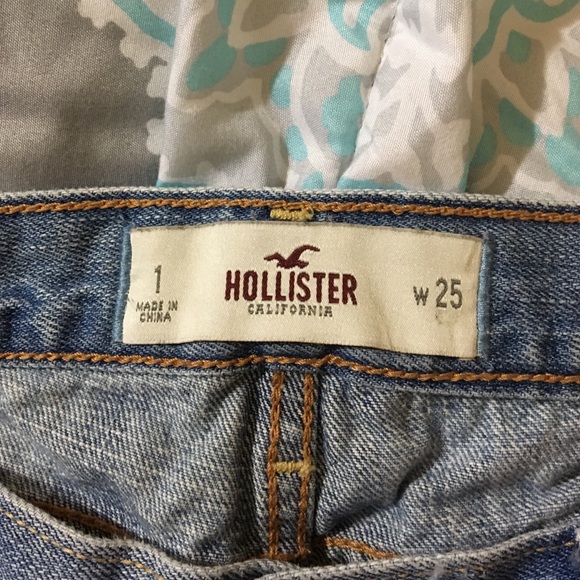 1
MADE IN
CHINA
HOLLISTER
CALIFORNIA
W 25